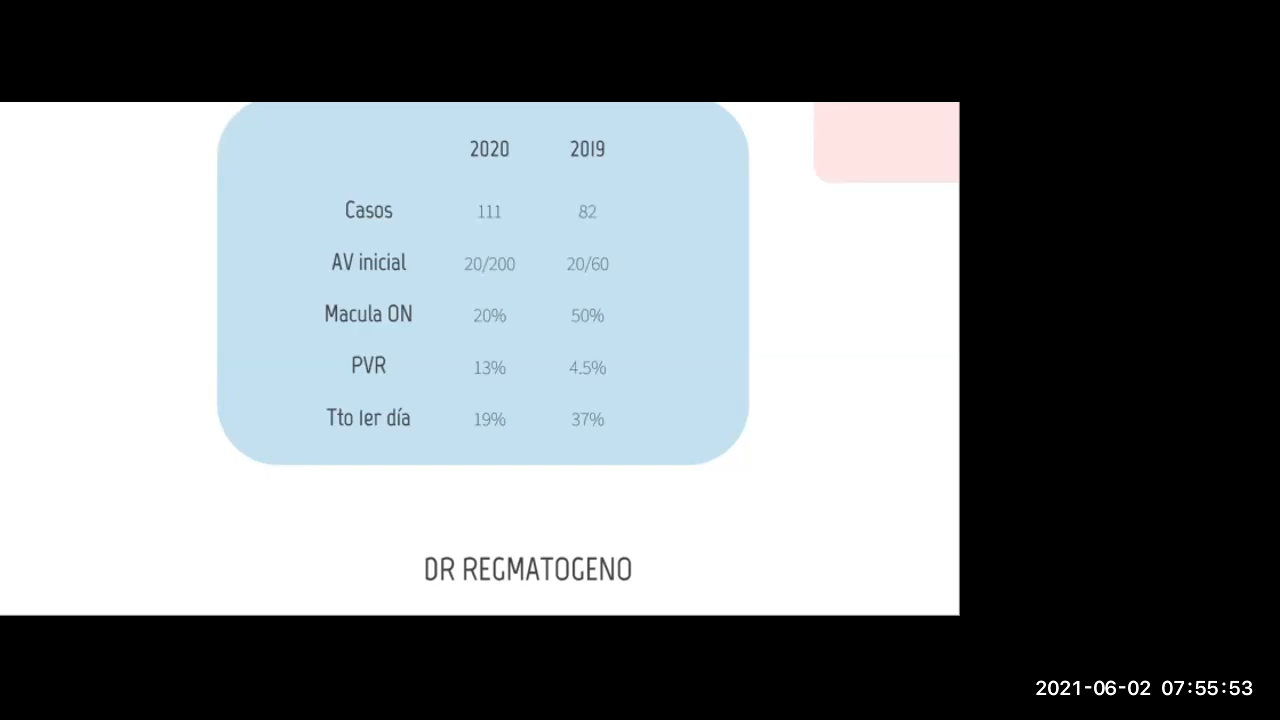 2020 2019
Casos 111 82
AV inicial 20/200 20/60
Macula ON 20% 50%
PVR 13% 4.5%
Tto 1er día 19% 37%
DR REGMATOGENO
2021-06-02 07:55:53